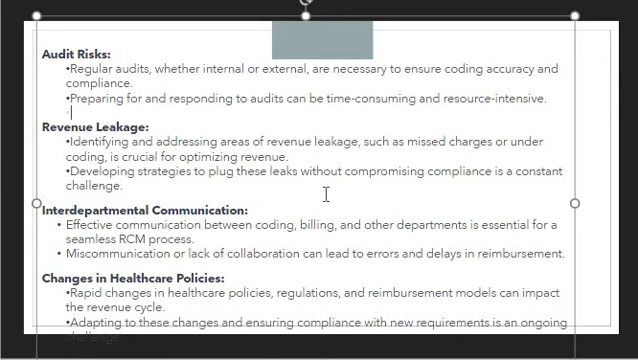 Audit Risks:
•Regular audits, whether internal or external, are necessary to ensure coding accuracy and
compliance.
•Preparing for and responding to audits can be time-consuming and resource-intensive.
Revenue Leakage:
•Identifying and addressing areas of revenue leakage, such as missed charges or under
coding, is crucial for optimizing revenue.
•Developing strategies to plug these leaks without compromising compliance is a constant
challenge.
Interdepartmental Communication:
• Effective communication between coding, billing, and other departments is essential for a
seamless RCM process.
• Miscommunication or lack of collaboration can lead to errors and delays in reimbursement.
Changes in Healthcare Policies:
•Rapid changes in healthcare policies, regulations, and reimbursement models can impact
the revenue cycle.
•Adapting to these changes and ensuring compliance with new requirements is an ongoing
challenge.